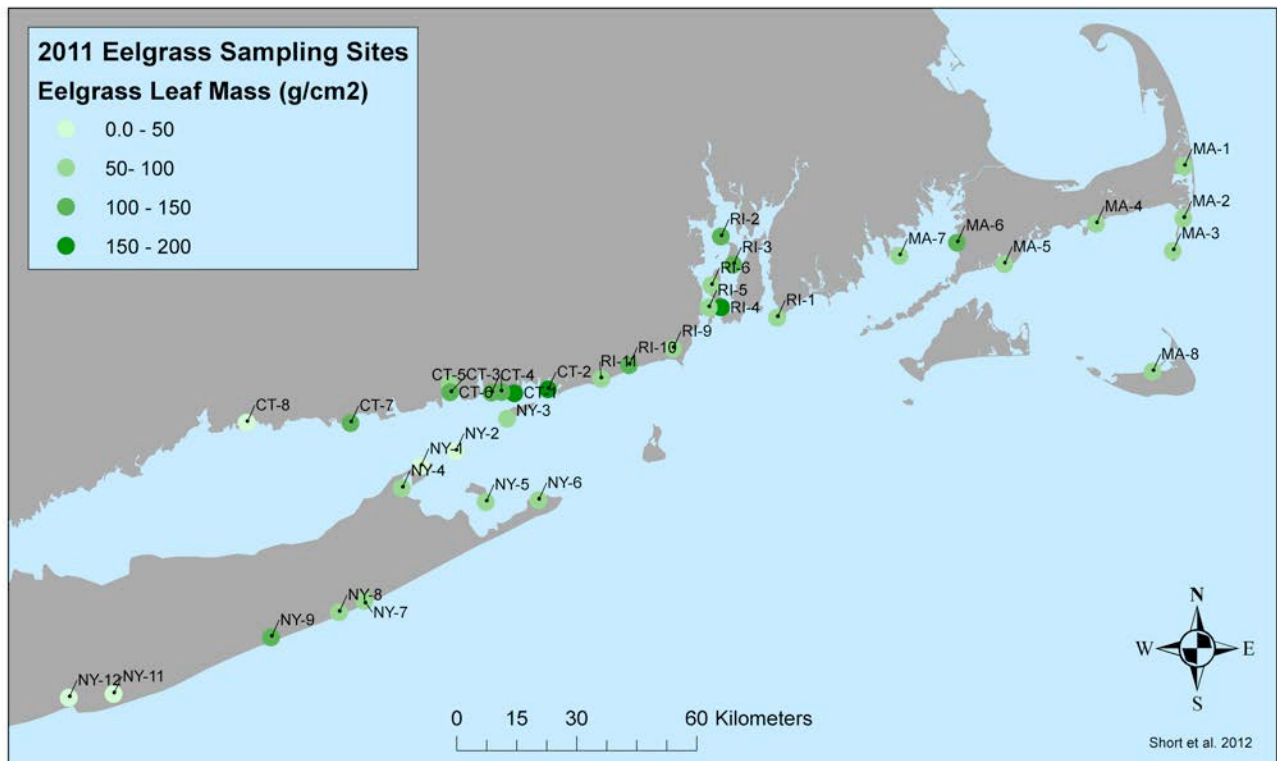 2011 Eelgrass Sampling Sites
Eelgrass Leaf Mass (g/cm2)
0.0 - 50
50- 100
100 - 150
150 - 200
MA-1
MA-2
MA-3
MA-4
MA-5
MA-6
MA-7
MA-8
RI-2
RI-3
RI-6
RI-5
RI-4
RI-1
RI-9
RI-10
RI-11
CT-2
CT-5
CT-3
CT-4
CT-6
CT-1
CT-7
CT-8
NY-3
NY-2
NY-1
NY-4
NY-5
NY-6
NY-8
NY-7
NY-9
NY-12
NY-11
N
W
E
S
0
15
30
60 Kilometers
Short et al. 2012